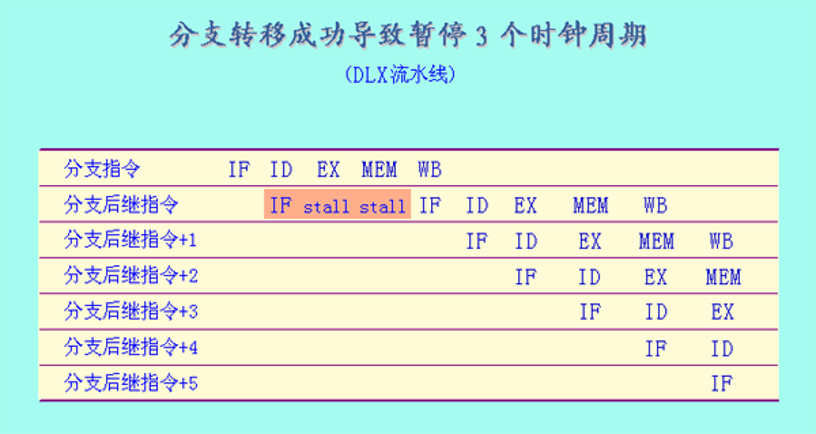 分支转移成功导致暂停3个时钟周期
(DLX流水线)
分支指令 IF ID EX MEM WB
分支后继指令 IF stall stall IF ID EX MEM WB
分支后继指令+1 IF ID EX MEM WB
分支后继指令+2 IF ID EX MEM
分支后继指令+3 IF ID EX
分支后继指令+4 IF ID
分支后继指令+5 IF